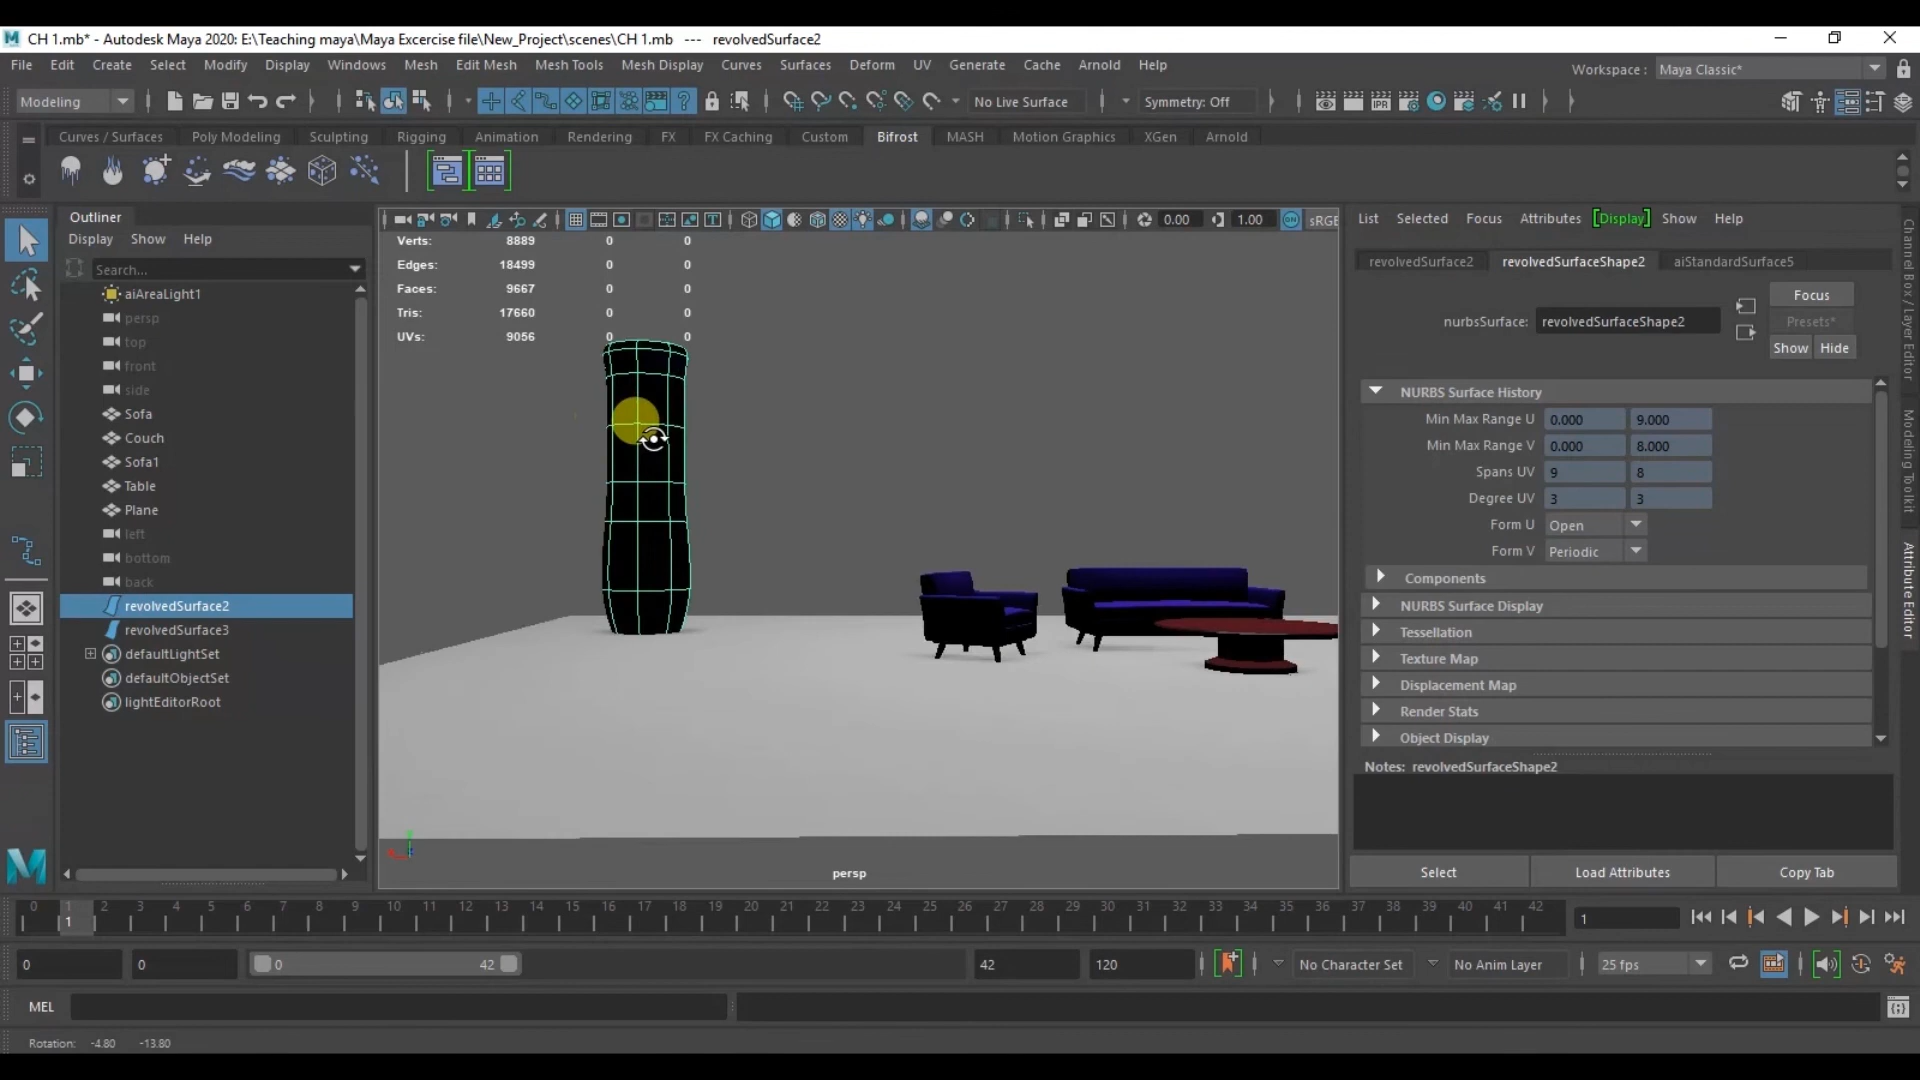 CH 1.mb* - Autodesk Maya 2020: E:\Teaching maya\Maya Excercise file\New_Project\scenes\CH 1.mb --- revolvedSurface2
File Edit Create Select Modify Display Windows Mesh Edit Mesh Mesh Tools Mesh Display Curves Surfaces Deform UV Generate Cache Arnold Help
Workspace : Maya Classic*
Modeling No Live Surface Symmetry: Off
Curves / Surfaces Poly Modeling Sculpting Rigging Animation Rendering FX FX Caching Custom Bifrost MASH Motion Graphics XGen Arnold
Outliner
Display Show Help
Search...
aiAreaLight1
persp
top
front
side
Sofa
Couch
Sofa1
Table
Plane
left
bottom
back
revolvedSurface2
revolvedSurface3
defaultLightSet
defaultObjectSet
lightEditorRoot
0.00 1.00 ON sRGB
Verts: 8889 0 0
Edges: 18499 0 0
Faces: 9667 0 0
Tris: 17660 0 0
UVs: 9056 0 0
persp
List Selected Focus Attributes [Display] Show Help
revolvedSurface2 revolvedSurfaceShape2 aiStandardSurface5
nurbsSurface: revolvedSurfaceShape2
Focus
Presets*
Show Hide
NURBS Surface History
Min Max Range U 0.000 9.000
Min Max Range V 0.000 8.000
Spans UV 9 8
Degree UV 3 3
Form U Open
Form V Periodic
Components
NURBS Surface Display
Tessellation
Texture Map
Displacement Map
Render Stats
Object Display
Notes: revolvedSurfaceShape2
Select Load Attributes Copy Tab
Channel Box / Layer Editor
Modeling Toolkit
Attribute Editor
0 1 2 3 4 5 6 7 8 9 10 11 12 13 14 15 16 17 18 19 20 21 22 23 24 25 26 27 28 29 30 31 32 33 34 35 36 37 38 39 40 41 42
1
1
0 0 0 42 42 120 No Character Set No Anim Layer 25 fps
MEL
Rotation: -4.80 -13.80